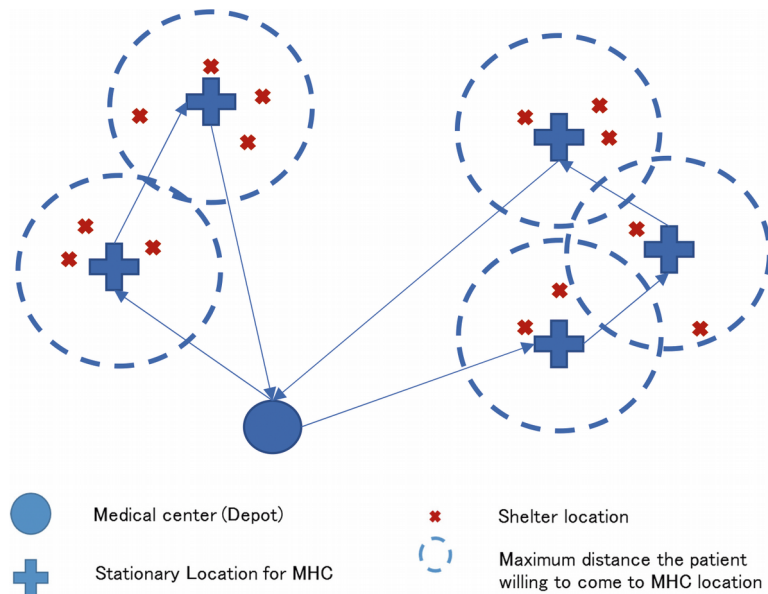 Medical center (Depot)
Shelter location
Stationary Location for MHC
Maximum distance the patient
willing to come to MHC location